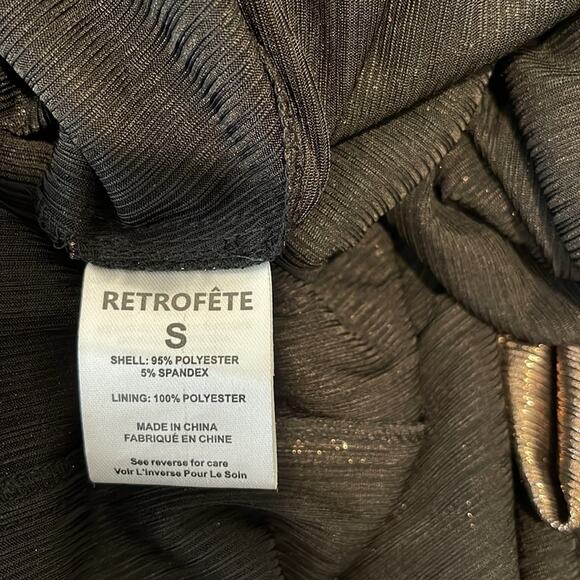 RETROFÊTE
S
SHELL: 95% POLYESTER
5% SPANDEX
LINING: 100% POLYESTER
MADE IN CHINA
FABRIQUÉ EN CHINE
See reverse for care
Voir L'inverse Pour Le Soin